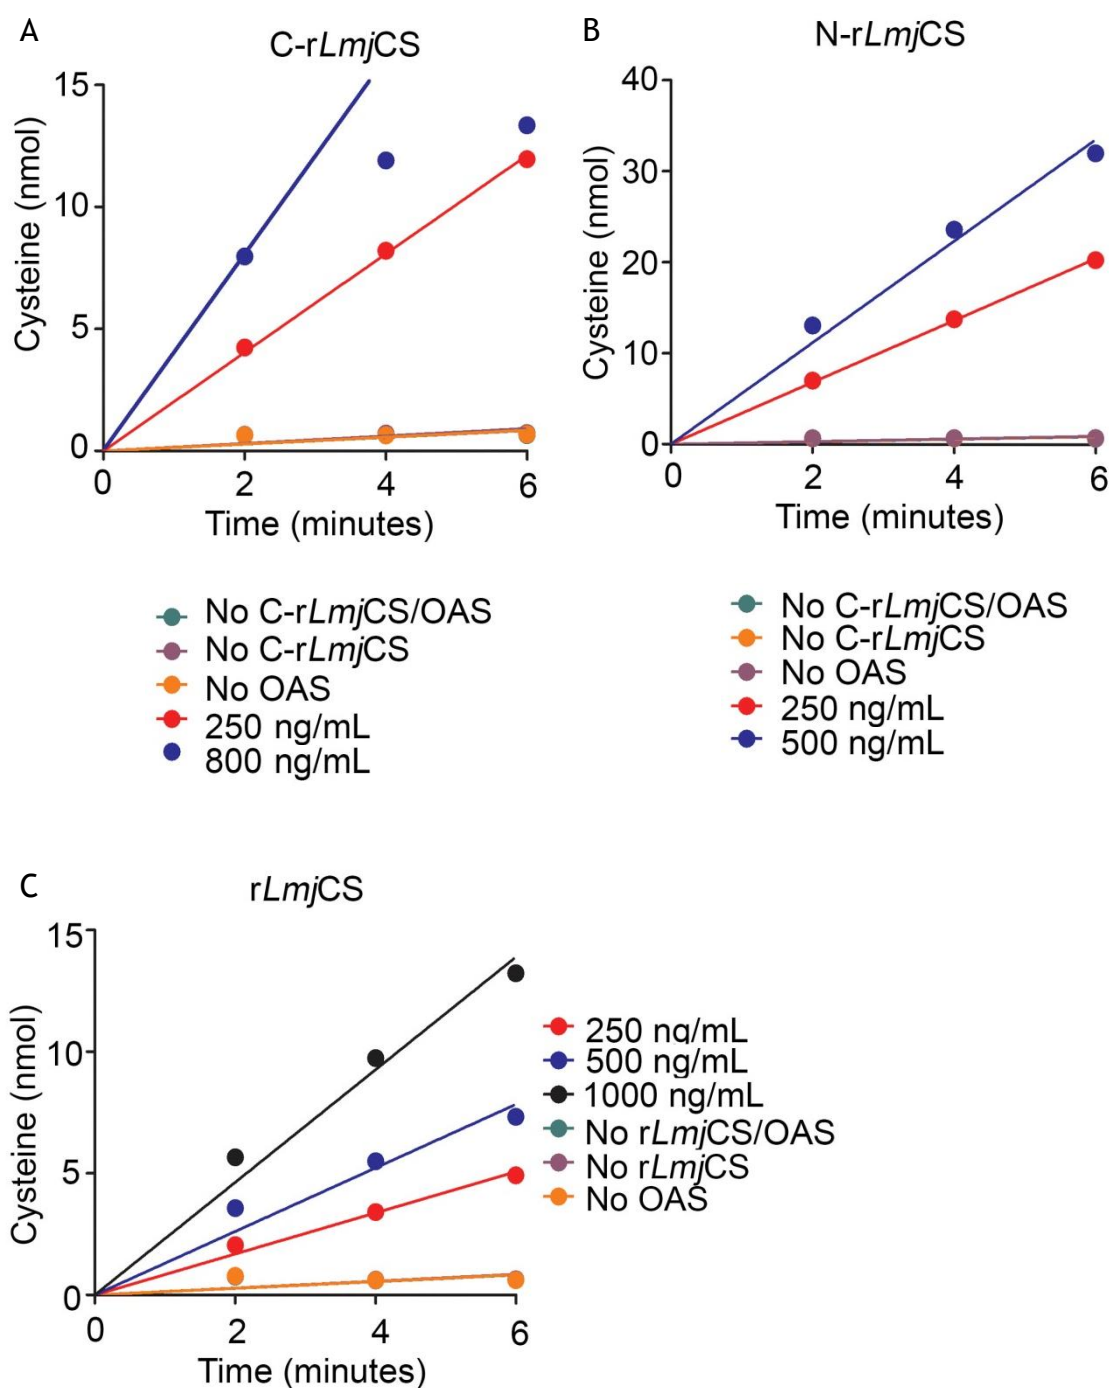 A
C-rLmjCS
15
10
5
0
Cysteine (nmol)
0 2 4 6
Time (minutes)
No C-rLmjCS/OAS
No C-rLmjCS
No OAS
250 ng/mL
800 ng/mL
B
N-rLmjCS
40
30
20
10
0
Cysteine (nmol)
0 2 4 6
Time (minutes)
No C-rLmjCS/OAS
No C-rLmjCS
No OAS
250 ng/mL
500 ng/mL
C
rLmjCS
15
10
5
0
Cysteine (nmol)
0 2 4 6
Time (minutes)
250 ng/mL
500 ng/mL
1000 ng/mL
No rLmjCS/OAS
No rLmjCS
No OAS